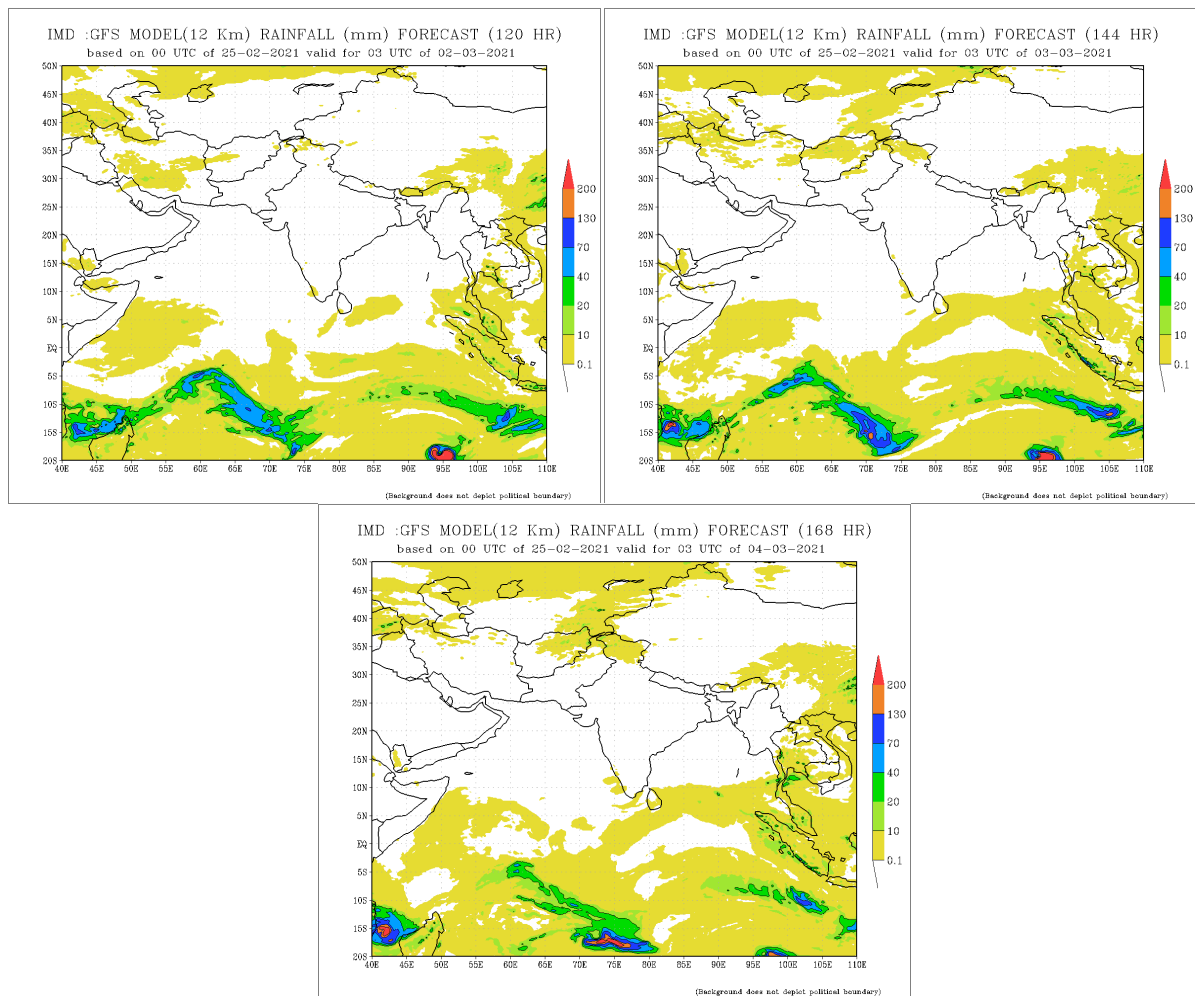 IMD :GFS MODEL(12 Km) RAINFALL (mm) FORECAST (120 HR)
based on 00 UTC of 25-02-2021 valid for 03 UTC of 02-03-2021
50N
45N
40N
35N
30N
25N
20N
15N
10N
5N
EQ
5S
10S
15S
20S
40E 45E 50E 55E 60E 65E 70E 75E 80E 85E 90E 95E 100E 105E 110E
200
130
70
40
20
10
0.1
(Background does not depict political boundary)
IMD :GFS MODEL(12 Km) RAINFALL (mm) FORECAST (144 HR)
based on 00 UTC of 25-02-2021 valid for 03 UTC of 03-03-2021
50N
45N
40N
35N
30N
25N
20N
15N
10N
5N
EQ
5S
10S
15S
20S
40E 45E 50E 55E 60E 65E 70E 75E 80E 85E 90E 95E 100E 105E 110E
200
130
70
40
20
10
0.1
(Background does not depict political boundary)
IMD :GFS MODEL(12 Km) RAINFALL (mm) FORECAST (168 HR)
based on 00 UTC of 25-02-2021 valid for 03 UTC of 04-03-2021
50N
45N
40N
35N
30N
25N
20N
15N
10N
5N
EQ
5S
10S
15S
20S
40E 45E 50E 55E 60E 65E 70E 75E 80E 85E 90E 95E 100E 105E 110E
200
130
70
40
20
10
0.1
(Background does not depict political boundary)